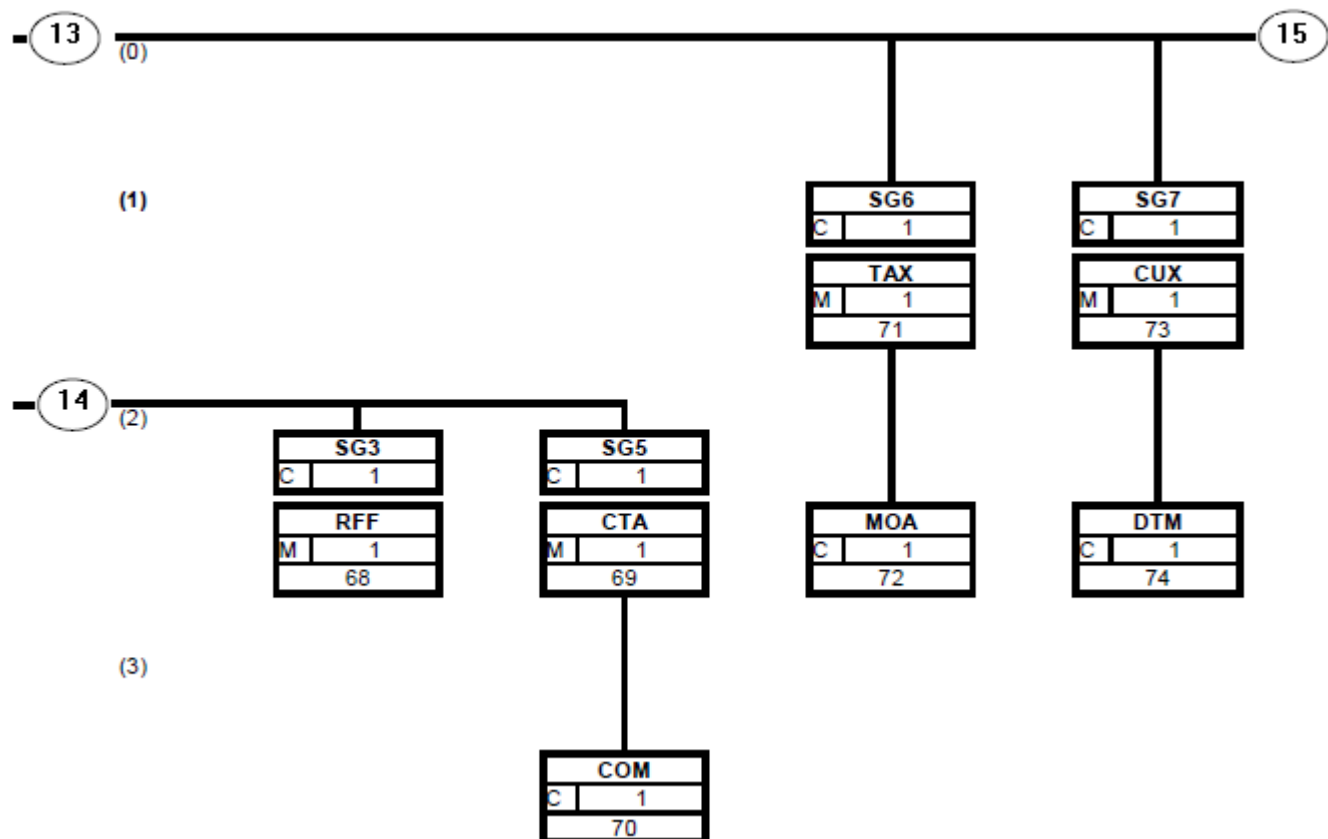 13
(0)
15
(1)
SG6
C 1
SG7
C 1
TAX
M 1
71
CUX
M 1
73
14
(2)
SG3
C 1
SG5
C 1
RFF
M 1
68
CTA
M 1
69
MOA
C 1
72
DTM
C 1
74
(3)
COM
C 1
70